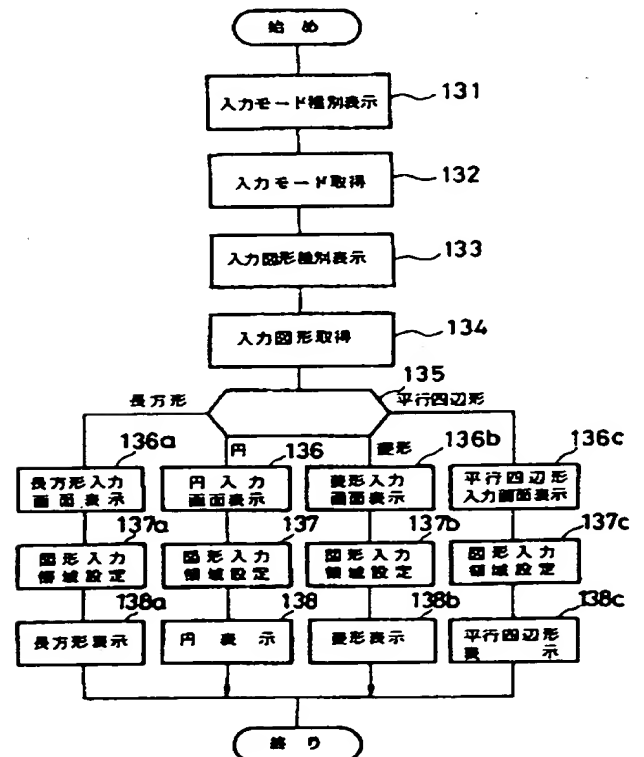 始め
入力モード種別表示
131
入力モード取得
132
入力図形種別表示
133
入力図形取得
134
135
長方形
平行四辺形
円
菱形
136a
136
136b
136c
長方形入力
画面表示
円入力
画面表示
菱形入力
画面表示
平行四辺形
入力画面表示
137a
137
137b
137c
図形入力
領域設定
図形入力
領域設定
図形入力
領域設定
図形入力
領域設定
138a
138
138b
138c
長方形表示
円表示
菱形表示
平行四辺形
表示
終り